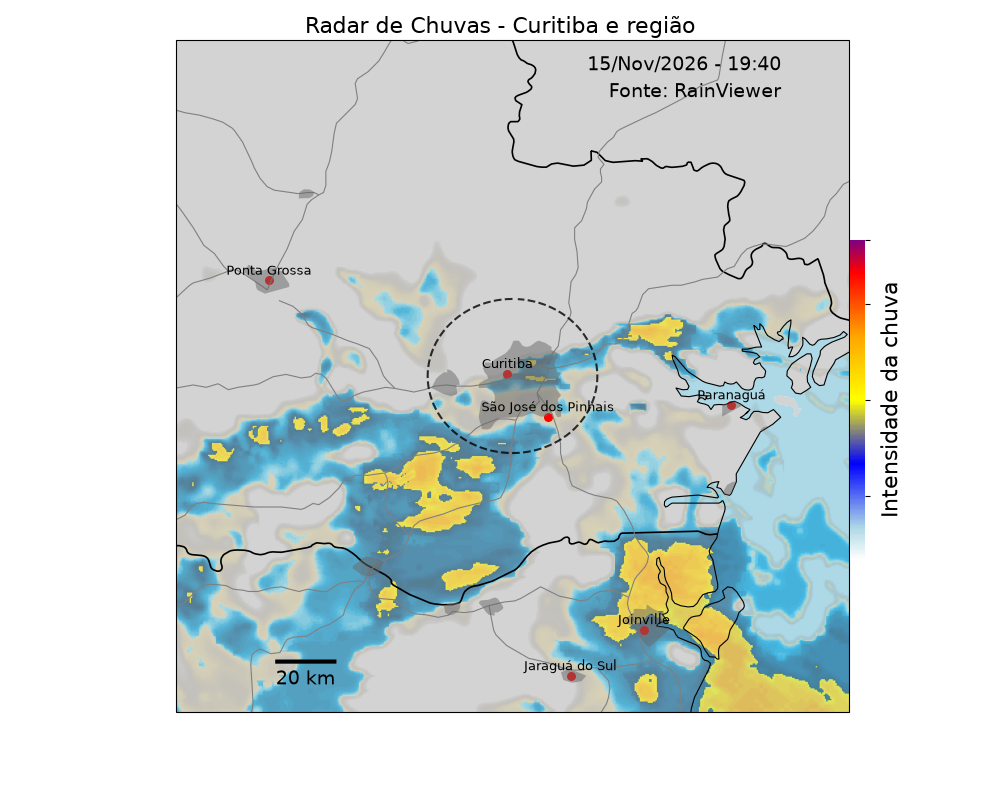 Radar de Chuvas - Curitiba e região
15/Nov/2026 - 19:40
Fonte: RainViewer
Ponta Grossa
Curitiba
Paranaguá
São José dos Pinhais
Joinville
Jaraguá do Sul
20 km
Intensidade da chuva